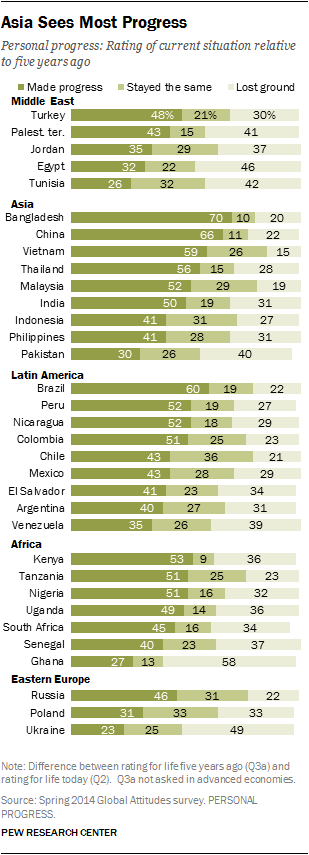 Asia Sees Most Progress
Personal progress: Rating of current situation relative
to five years ago
Made progress Stayed the same Lost ground
Middle East
Turkey 48% 21% 30%
Palest. ter. 43 15 41
Jordan 35 29 37
Egypt 32 22 46
Tunisia 26 32 42
Asia
Bangladesh 70 10 20
China 66 11 22
Vietnam 59 26 15
Thailand 56 15 28
Malaysia 52 29 19
India 50 19 31
Indonesia 41 31 27
Philippines 41 28 31
Pakistan 30 26 40
Latin America
Brazil 60 19 22
Peru 52 19 27
Nicaragua 52 18 29
Colombia 51 25 23
Chile 43 36 21
Mexico 43 28 29
El Salvador 41 23 34
Argentina 40 27 31
Venezuela 35 26 39
Africa
Kenya 53 9 36
Tanzania 51 25 23
Nigeria 51 16 32
Uganda 49 14 36
South Africa 45 16 34
Senegal 40 23 37
Ghana 27 13 58
Eastern Europe
Russia 46 31 22
Poland 31 33 33
Ukraine 23 25 49
Note: Difference between rating for life five years ago (Q3a) and
rating for life today (Q2). Q3a not asked in advanced economies.
Source: Spring 2014 Global Attitudes survey. PERSONAL
PROGRESS.
PEW RESEARCH CENTER